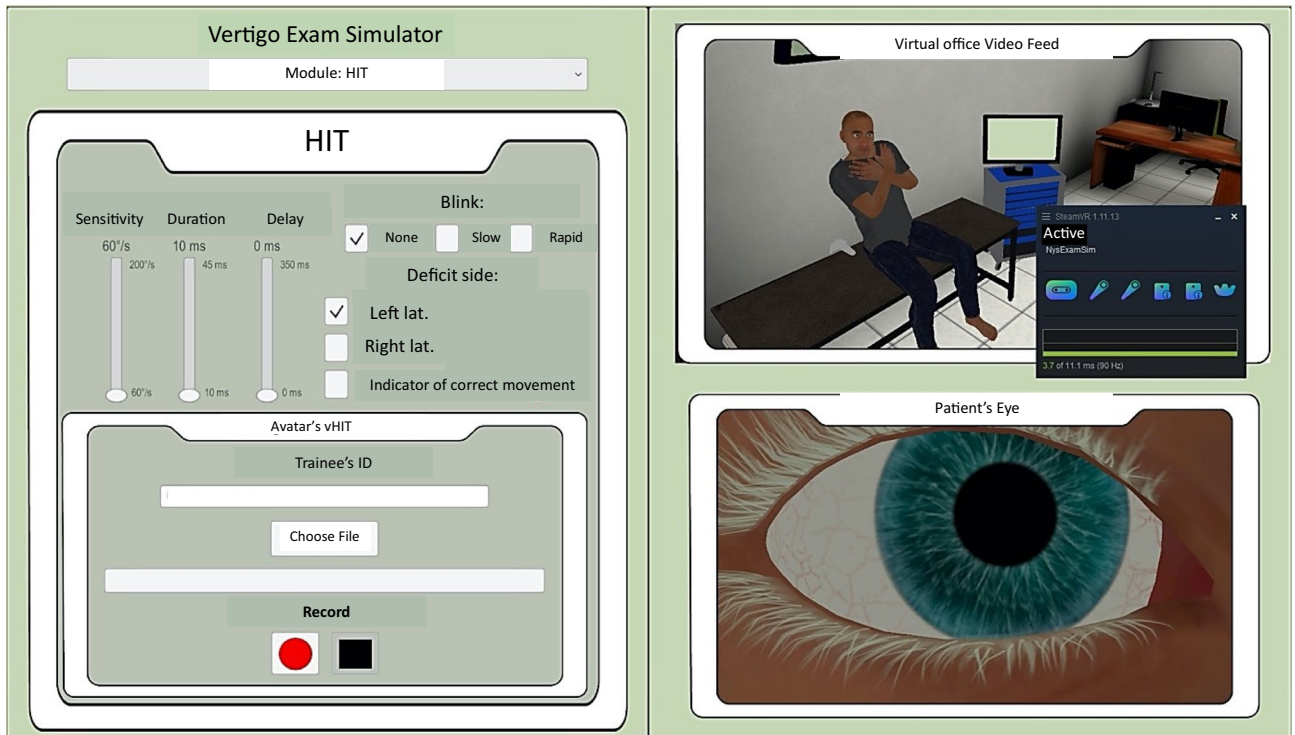 Vertigo Exam Simulator
Module: HIT
HIT
Sensitivity Duration Delay
60°/s 10 ms 0 ms
200°/s 45 ms 350 ms
60°/s 10 ms 0 ms
Blink:
None Slow Rapid
Deficit side:
Left lat.
Right lat.
Indicator of correct movement
Avatar's vHIT
Trainee's ID
Choose File
Record
Virtual office Video Feed
SteamVR 1.11.13
Active
NysExamSim
3.7 of 11.1 ms (90 Hz)
Patient's Eye